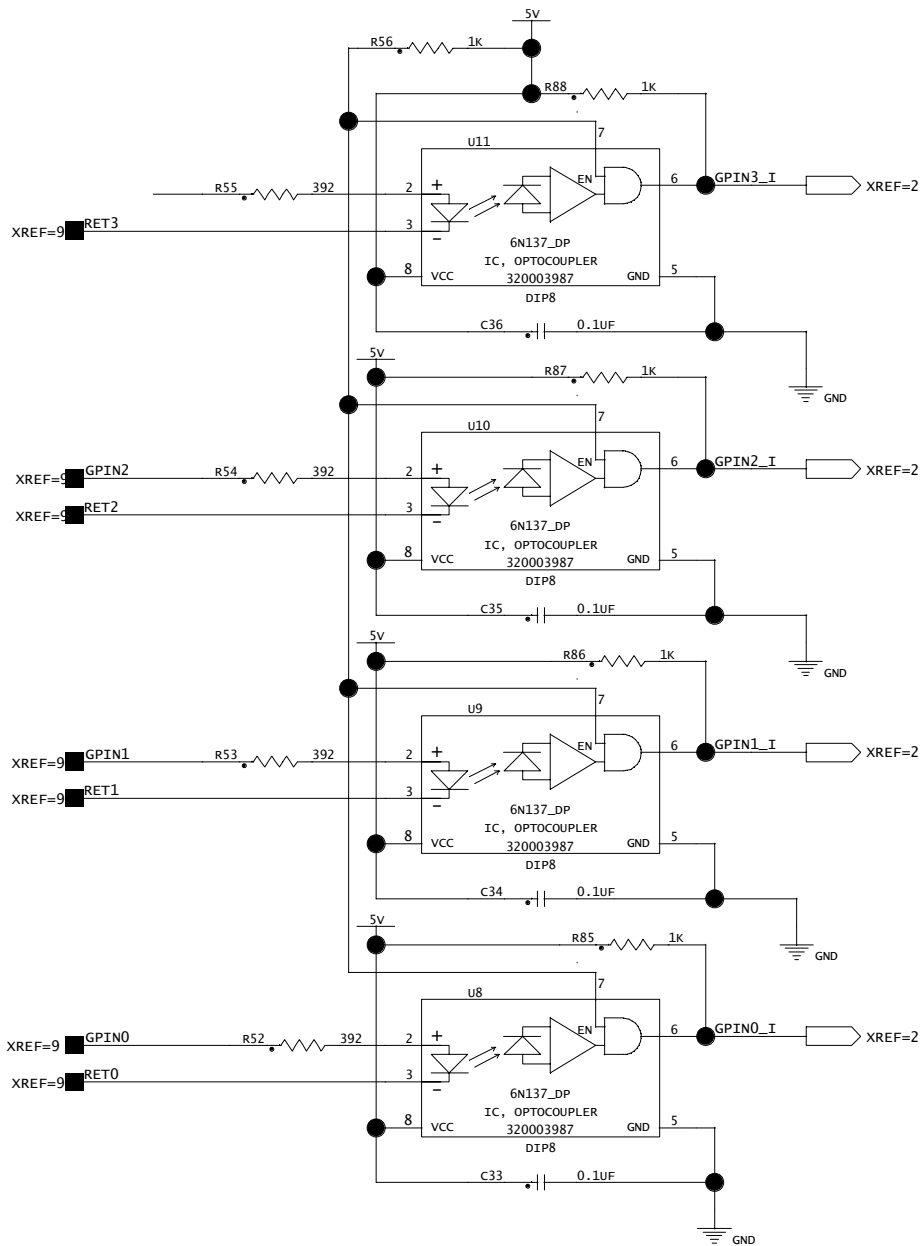 5V
R56 1K
R88 1K
7
U11
EN
GPIN3_I
R55 392 2 + 6 XREF=2
XREF=9 RET3 3 −
6N137_DP
IC, OPTOCOUPLER
8 VCC GND 5
320003987
DIP8
C36 0.1UF
5V
R87 1K
GND
7
U10
EN
XREF=9 GPIN2 R54 392 2 + 6 GPIN2_I XREF=2
XREF=9 RET2 3 −
6N137_DP
IC, OPTOCOUPLER
8 VCC GND 5
320003987
DIP8
C35 0.1UF
5V
R86 1K
GND
7
U9
EN
XREF=9 GPIN1 R53 392 2 + 6 GPIN1_I XREF=2
XREF=9 RET1 3 −
6N137_DP
IC, OPTOCOUPLER
8 VCC GND 5
320003987
DIP8
C34 0.1UF
5V
R85 1K
GND
7
U8
EN
XREF=9 GPIN0 R52 392 2 + 6 GPIN0_I XREF=2
XREF=9 RET0 3 −
6N137_DP
IC, OPTOCOUPLER
8 VCC GND 5
320003987
DIP8
C33 0.1UF
GND